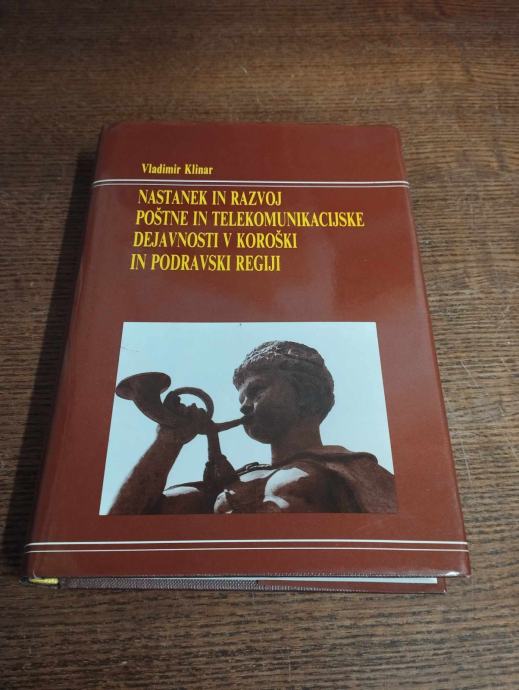 Vladimir Klinar
NASTANEK IN RAZVOJ
POŠTNE IN TELEKOMUNIKACIJSKE
DEJAVNOSTI V KOROŠKI
IN PODRAVSKI REGIJI